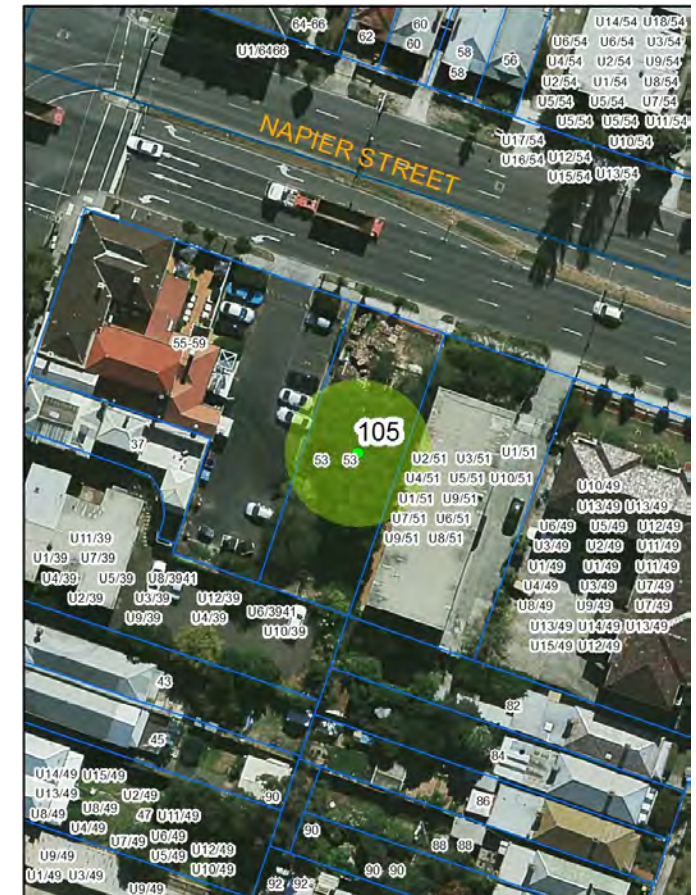 64-66
60
U14/54 U18/54
62
60
U6/54 U6/54 U3/54
U1/6466
58
56
U4/54 U2/54 U9/54
58
U2/54 U1/54 U8/54
U5/54 U5/54 U7/54
U5/54 U5/54 U11/54
NAPIER STREET
U17/54
U10/54
U16/54 U12/54
U15/54 U13/54
55-59
105
37
53 53
U2/51 U3/51 U1/51
U4/51 U5/51 U10/51
U1/51 U9/51
U7/51 U6/51
U9/51 U8/51
U10/49
U13/49 U13/49
U6/49 U5/49 U12/49
U3/49 U2/49 U11/49
U1/49 U1/49 U11/49
U4/49 U3/49 U7/49
U8/49 U9/49 U7/49
U13/49 U14/49 U13/49
U15/49 U12/49
U11/39
U1/39 U7/39
U4/39 U5/39 U8/3941
U2/39 U3/39 U12/39 U6/3941
U9/39 U4/39 U10/39
43
82
45
84
U14/49 U15/49
U13/49 U2/49
90
86
U8/49 U8/49 47 U11/49
U4/49 U7/49 U6/49
90
88 88
U9/49 U5/49 U12/49
U1/49 U3/49 U10/49
90 90
U9/49
92 92